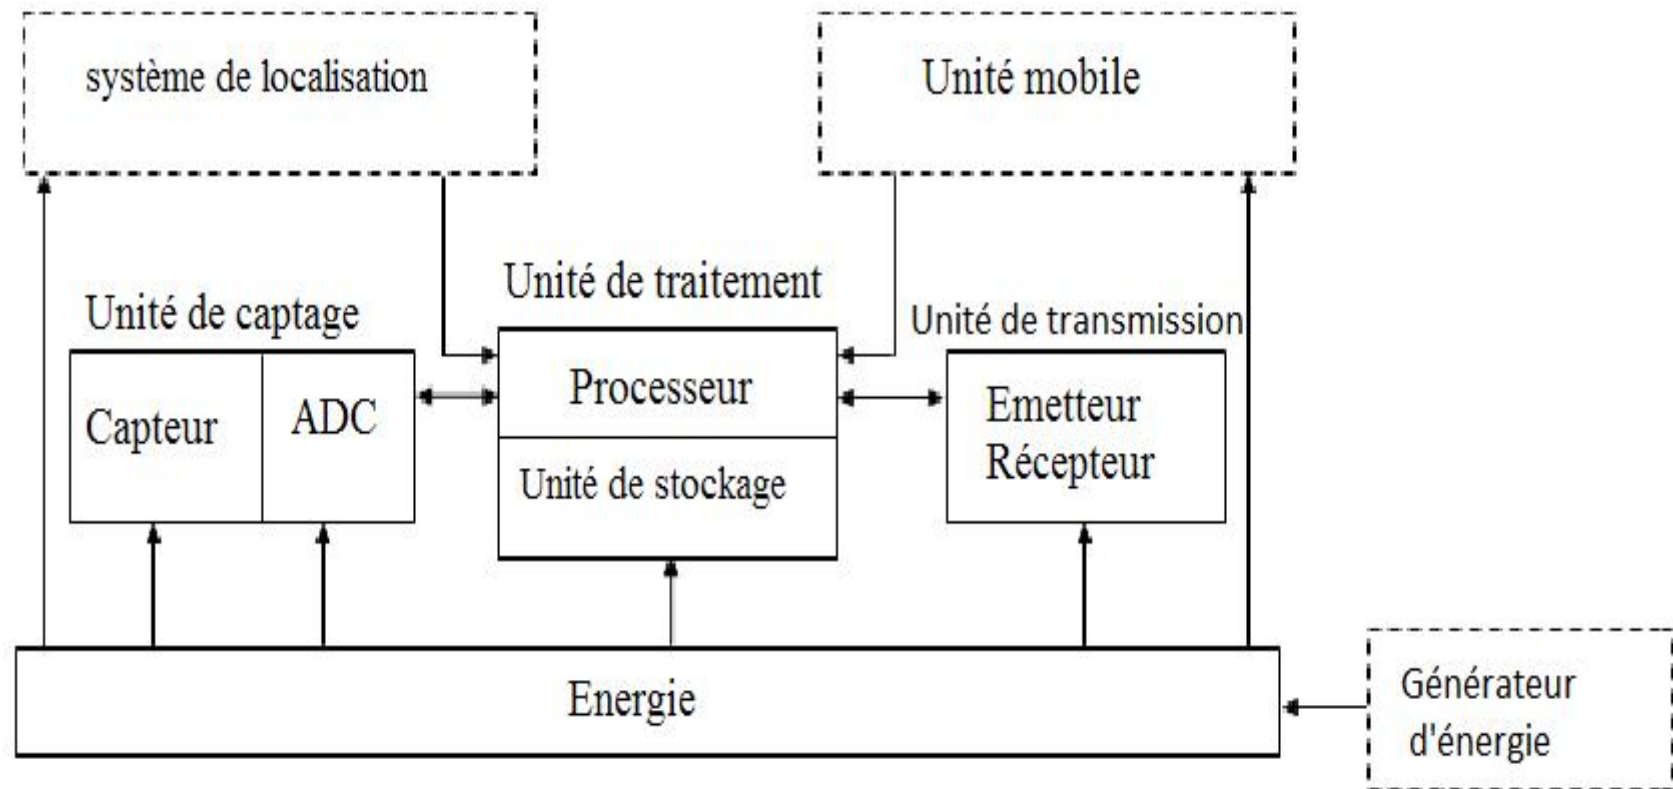 système de localisation
Unité mobile
Unité de traitement
Unité de captage
Unité de transmission
Capteur
ADC
Processeur
Emetteur
Récepteur
Unité de stockage
Energie
Générateur
d'énergie